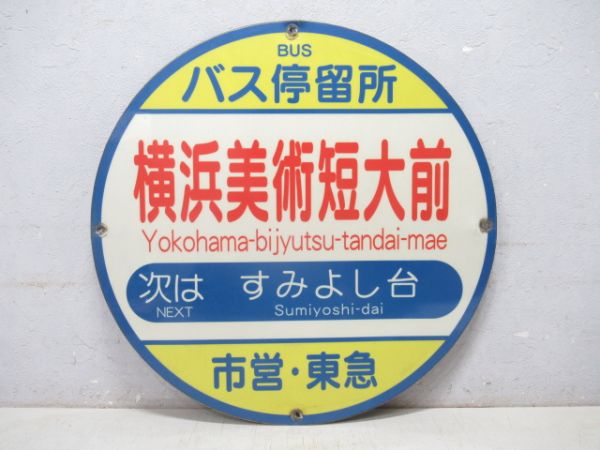 BUS
バス停留所
横浜美術短大前
Yokohama-bijyutsu-tandai-mae
次は すみよし台
NEXT Sumiyoshi-dai
市営・東急